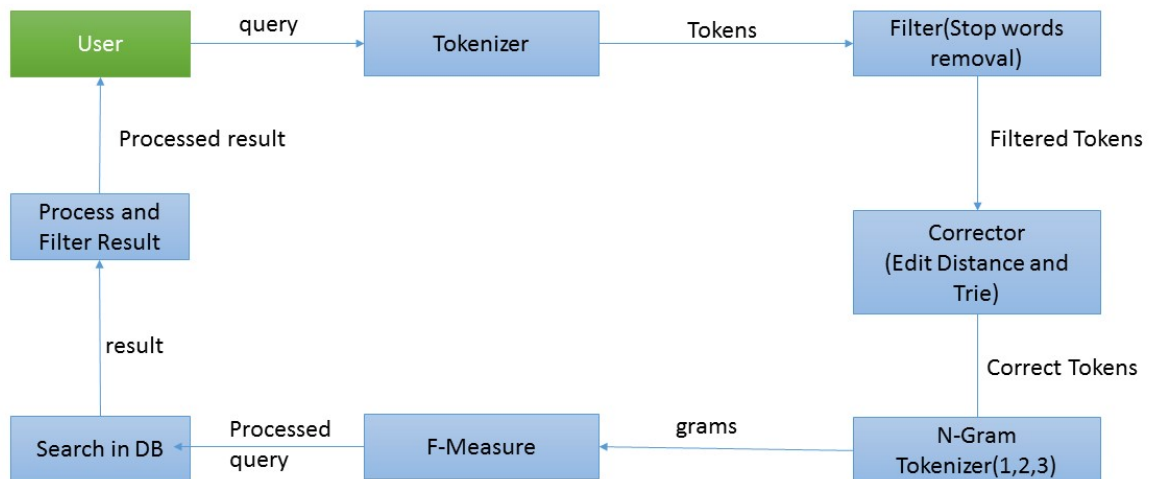 User
query
Tokenizer
Tokens
Filter(Stop words
removal)
Filtered Tokens
Corrector
(Edit Distance and
Trie)
Correct Tokens
N-Gram
Tokenizer(1,2,3)
grams
F-Measure
Processed
query
Search in DB
result
Process and
Filter Result
Processed result